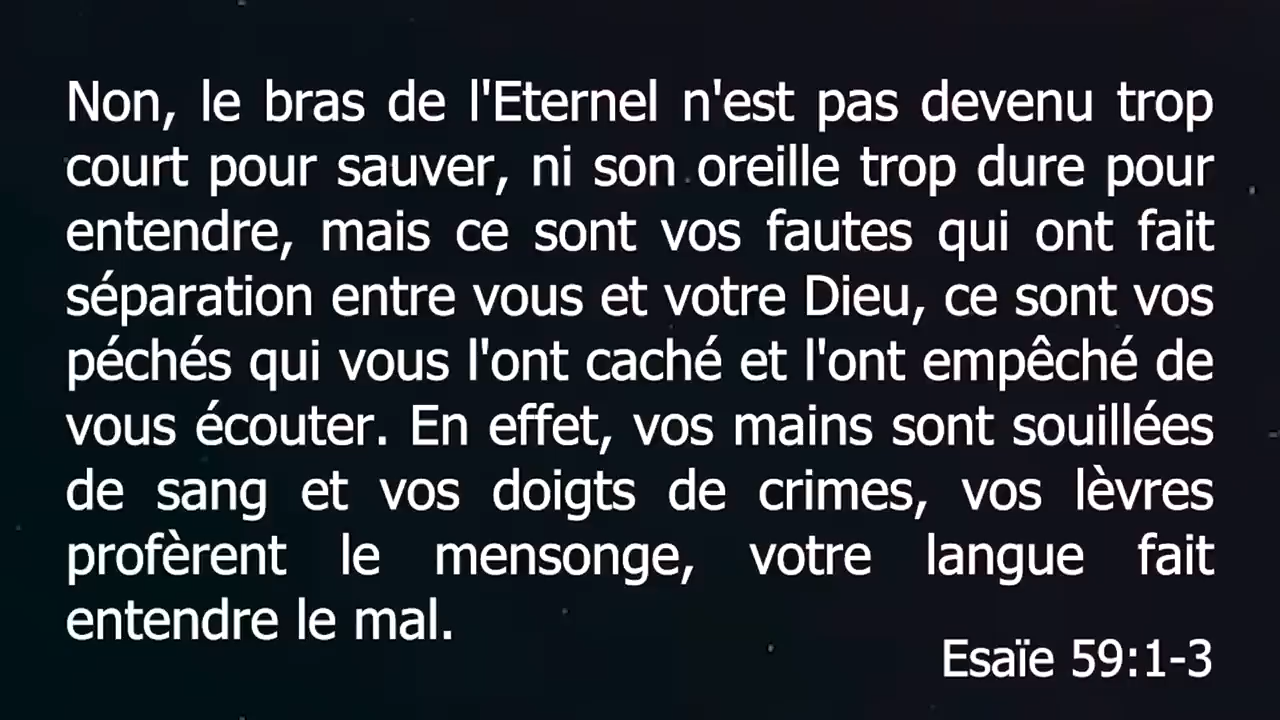 Non, le bras de l'Eternel n'est pas devenu trop
court pour sauver, ni son oreille trop dure pour
entendre, mais ce sont vos fautes qui ont fait
séparation entre vous et votre Dieu, ce sont vos
péchés qui vous l'ont caché et l'ont empêché de
vous écouter. En effet, vos mains sont souillées
de sang et vos doigts de crimes, vos lèvres
profèrent le mensonge, votre langue fait
entendre le mal.
Esaïe 59:1-3